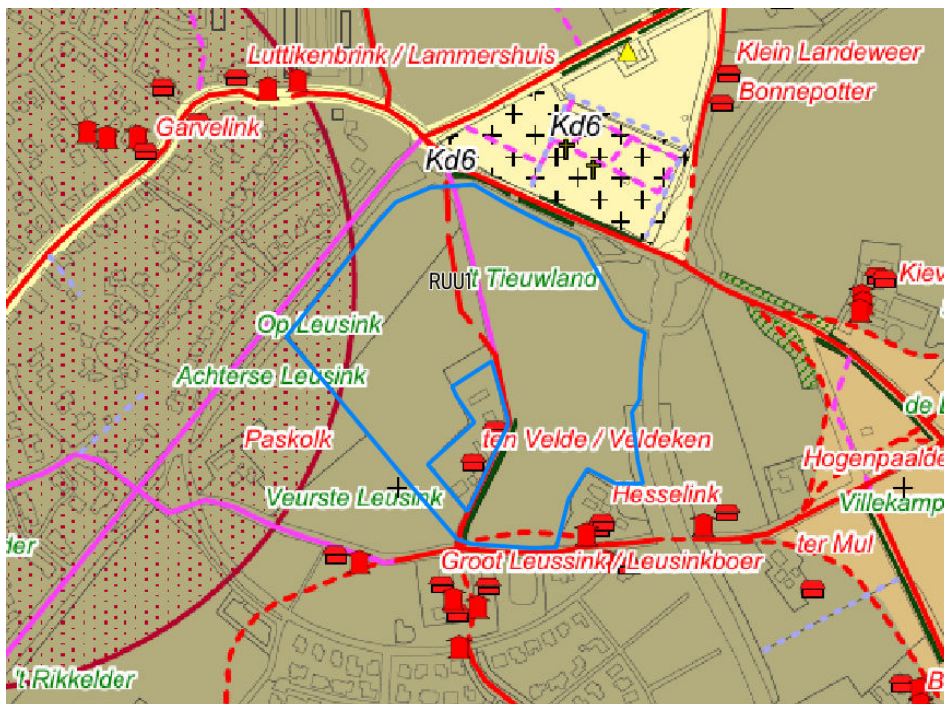 Luttikenbrink / Lammershuis
Klein Landeweer
Bonnepotter
Garvelink
Kd6
Kd6
RUU1
't Tieuwland
Kiev
Op Leusink
Achterse Leusink
de
Paskolk
ten Velde / Veldeken
Hogenpaalde
Veurste Leusink
Hesselink
Villekamp
der
Groot Leussink / Leusinkboer
ter Mul
't Rikkelder
B